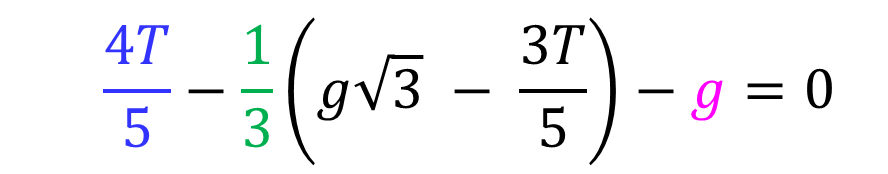 4T/5 − 1/3 (g√3 − 3T/5) − g = 0